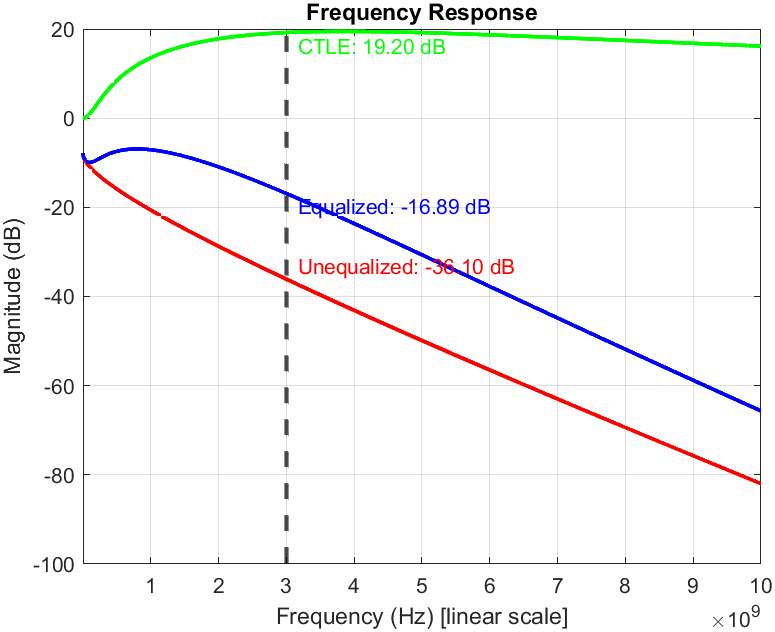 Frequency Response
20
CTLE: 19.20 dB
0
-20
Equalized: -16.89 dB
Unequalized: -36.10 dB
-40
-60
-80
-100
Magnitude (dB)
1 2 3 4 5 6 7 8 9 10
Frequency (Hz) [linear scale]
×10⁹